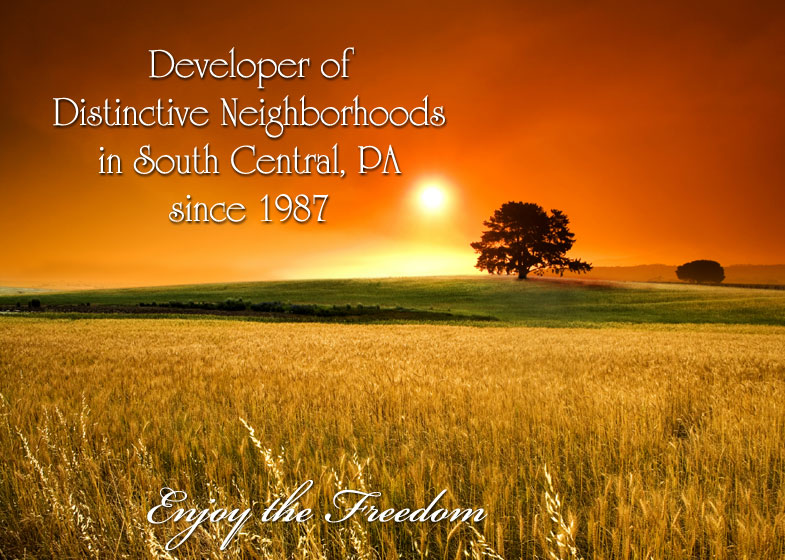 Developer of
Distinctive Neighborhoods
in South Central, PA
since 1987
Enjoy the Freedom